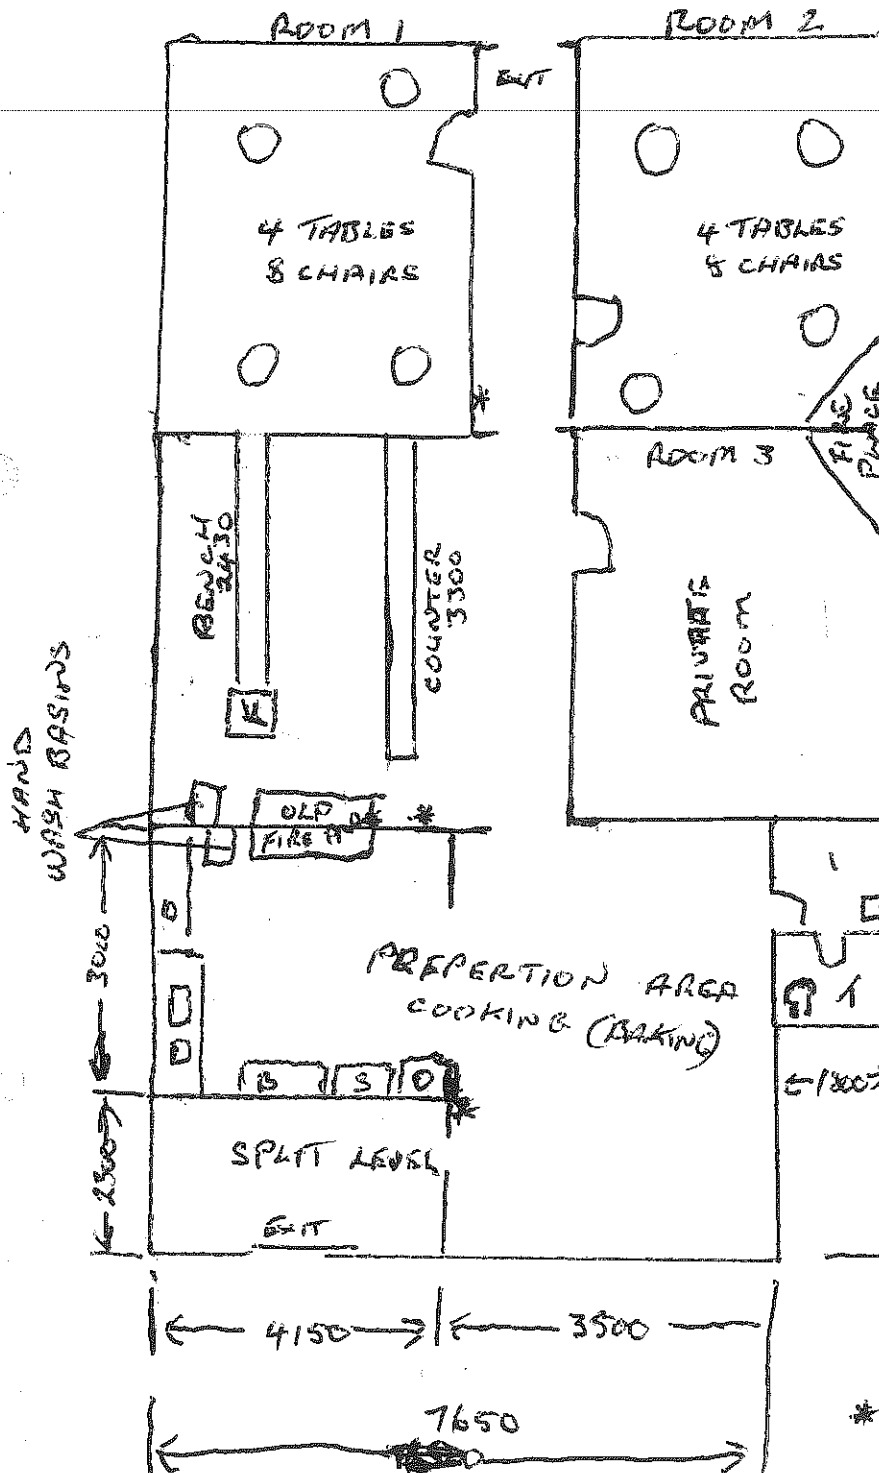 ROOM 1
ROOM 2
EXIT
4 TABLES
8 CHAIRS
4 TABLES
8 CHAIRS
FIRE
PLACE
ROOM 3
BENCH
2430
COUNTER
3300
PRIVATE
ROOM
F
HAND
WASH BASINS
OLD
FIRE
*
*
*
3000
PREPERTION AREA
COOKING (BAKING)
1
B
S
O
*
←1800→
2300
SPLIT LEVEL
EXIT
4150
3500
7650
*